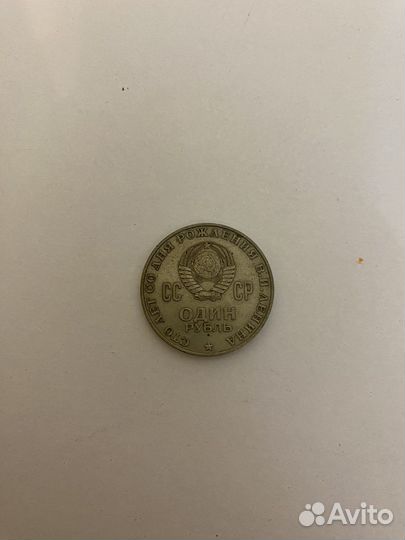 СТО ЛЕТ СО ДНЯ РОЖДЕНИЯ В.И.ЛЕНИНА
СС СР
ОДИН
РУБЛЬ
Avito